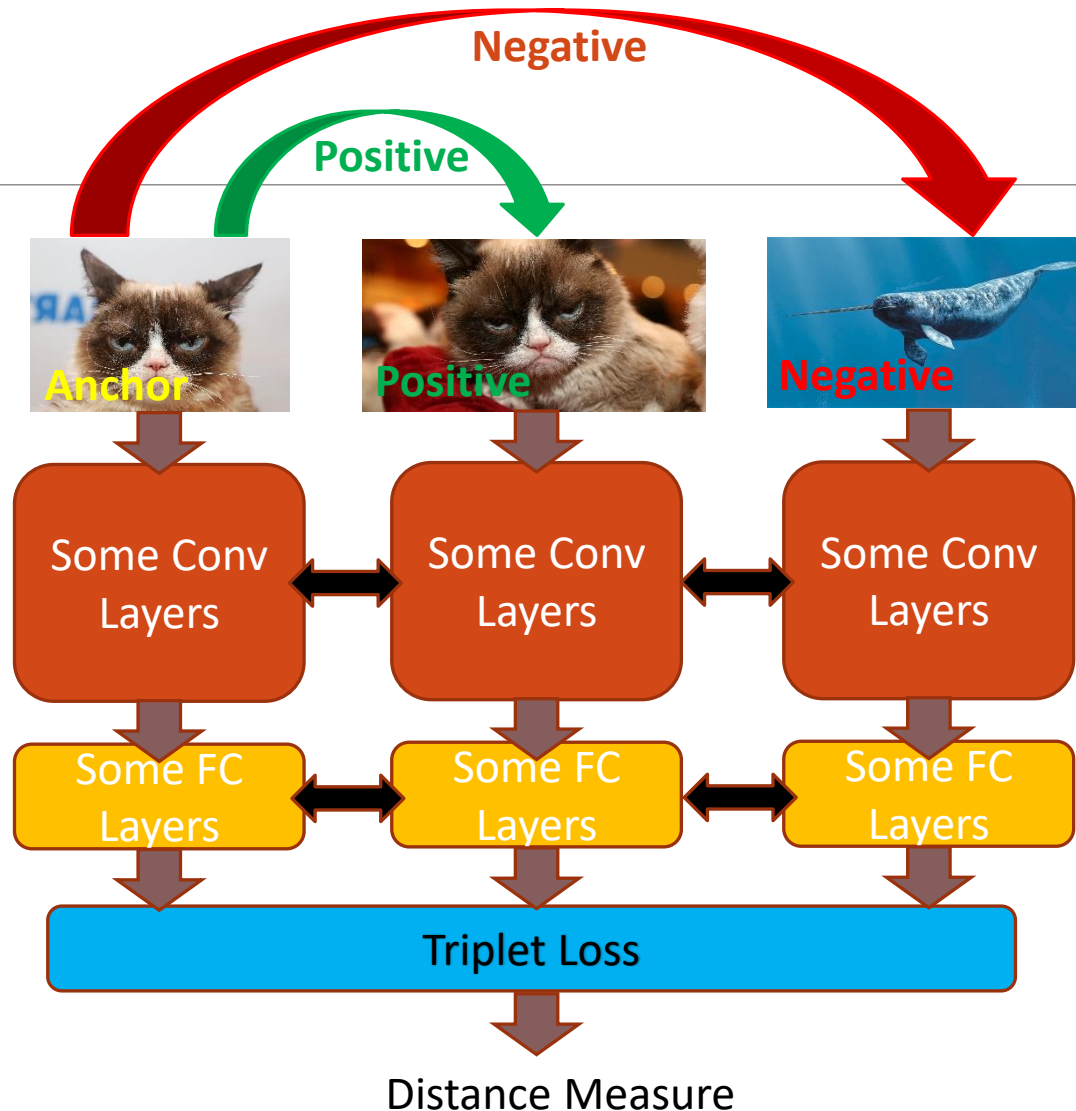 Negative
Positive
Anchor
Positive
Negative
Some Conv
Layers
Some Conv
Layers
Some Conv
Layers
Some FC
Layers
Some FC
Layers
Some FC
Layers
Triplet Loss
Distance Measure